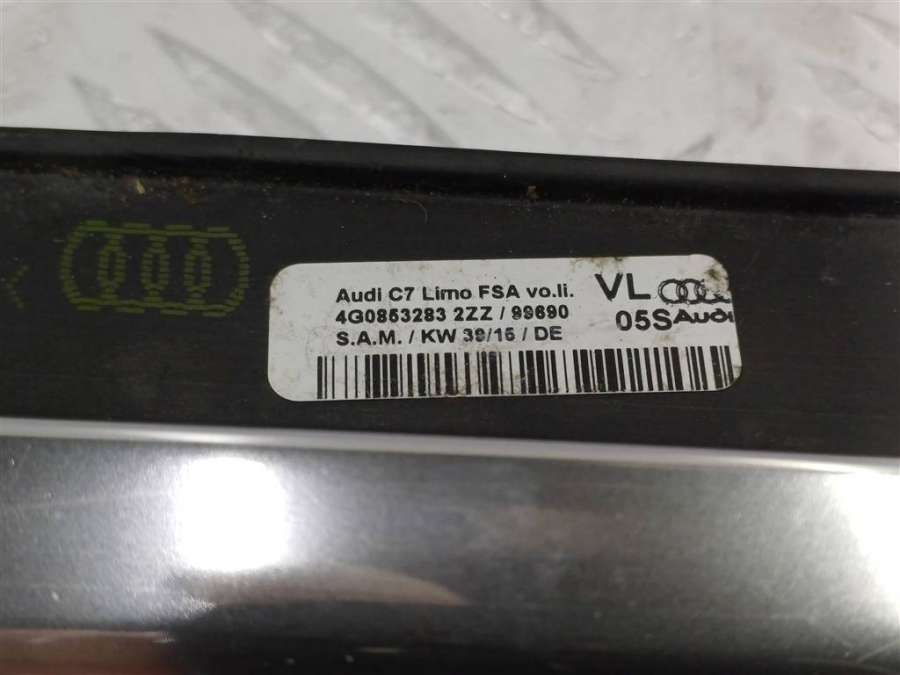 Audi C7 Limo FSA vo.li.
4G0853283 2ZZ / 99690
S.A.M. / KW 39/15 / DE
VL
05S Audi